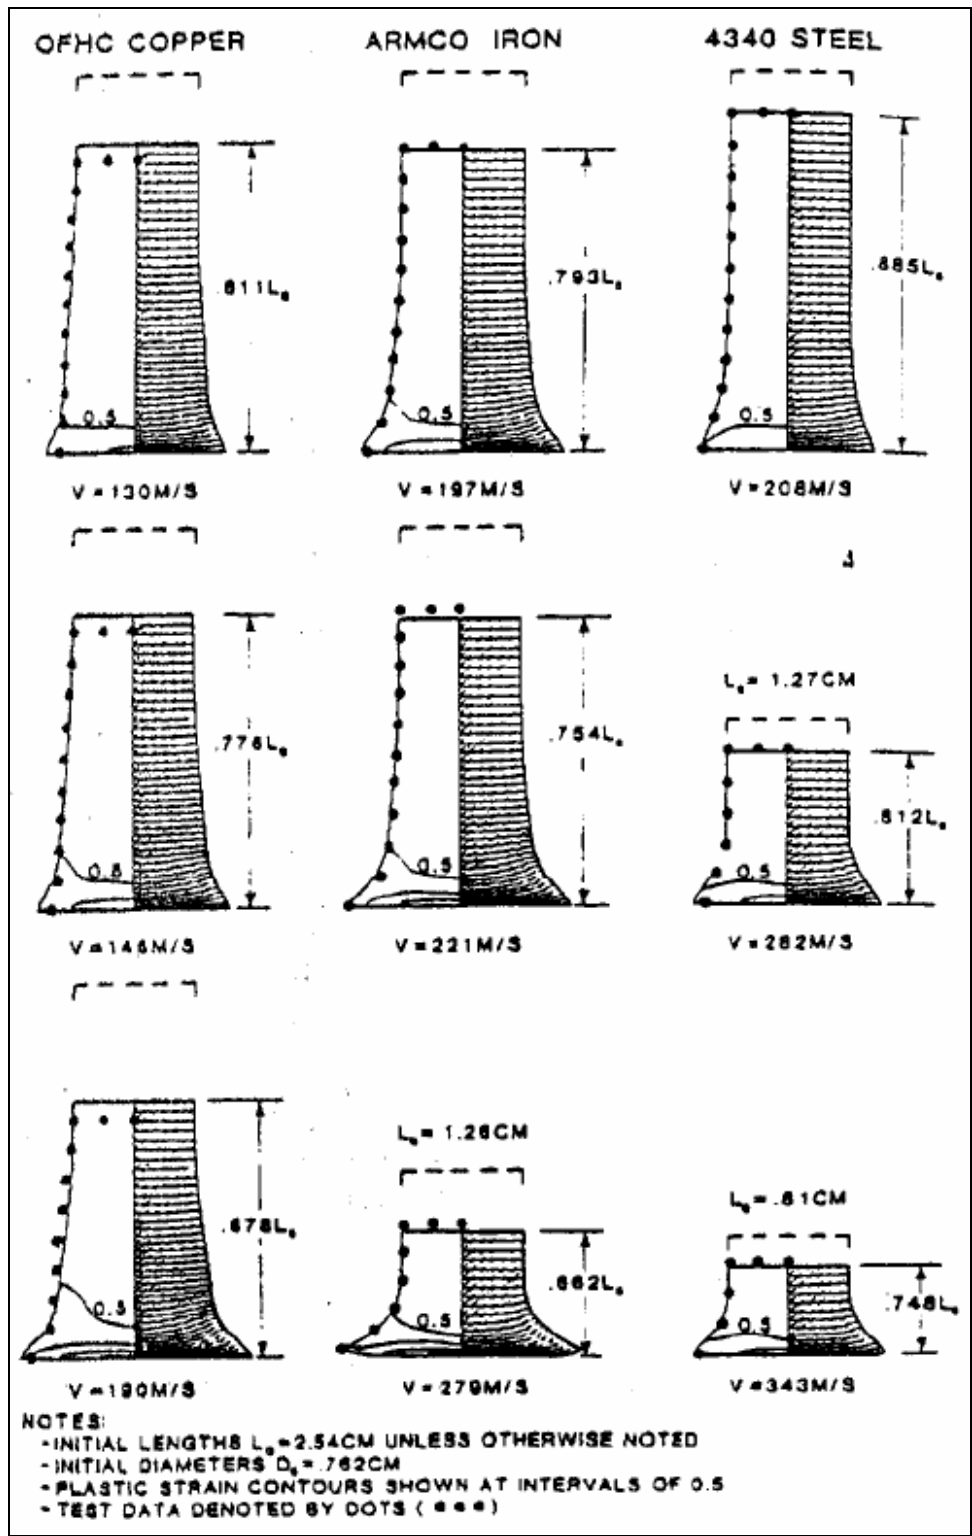 OFHC COPPER ARMCO IRON 4340 STEEL
.811L₀ .793L₀ .885L₀
0.5 0.5 0.5
V=130M/S V=197M/S V=208M/S
L₀= 1.27CM
.776L₀ .754L₀ .812L₀
0.5 0.5 0.5
V=146M/S V=221M/S V=282M/S
L₀= 1.26CM
L₀= .81CM
.678L₀ .662L₀ .748L₀
0.5 0.5 0.5
V=190M/S V=279M/S V=343M/S
NOTES:
-INITIAL LENGTHS L₀=2.54CM UNLESS OTHERWISE NOTED
-INITIAL DIAMETERS D₀=.762CM
-PLASTIC STRAIN CONTOURS SHOWN AT INTERVALS OF 0.5
-TEST DATA DENOTED BY DOTS (●●●)